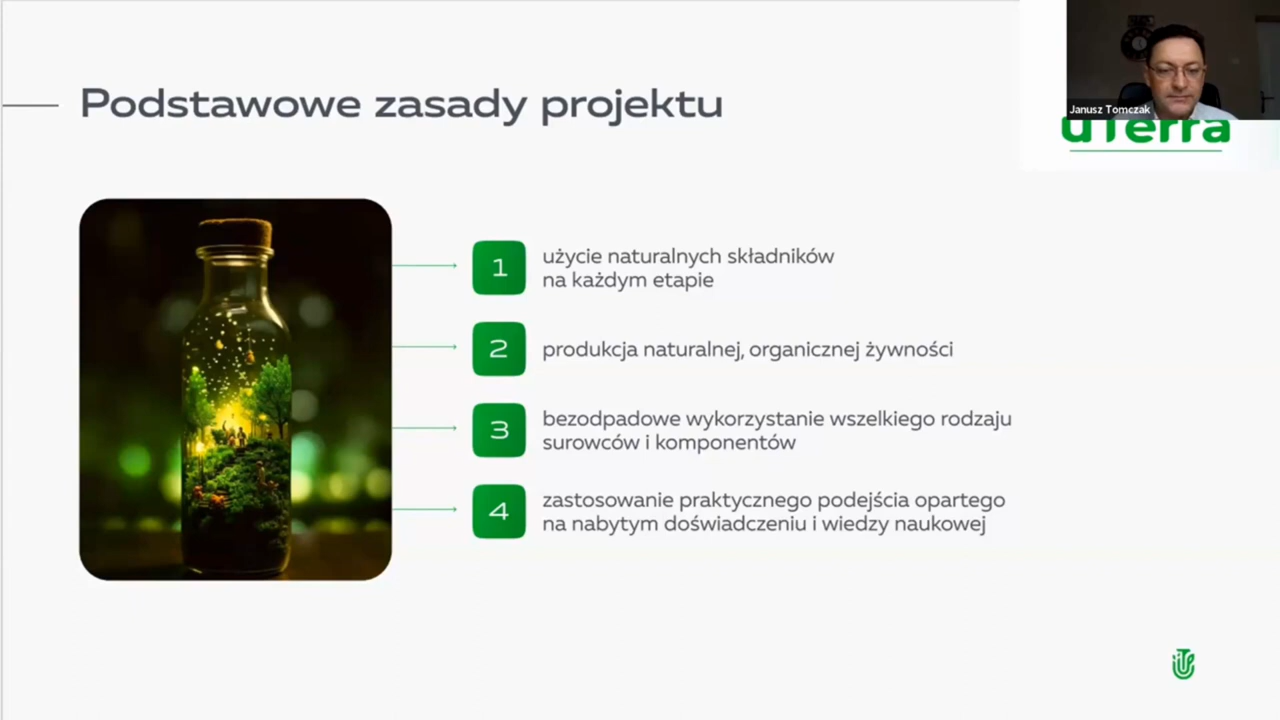 Podstawowe zasady projektu
Janusz Tomczak
uTerra
1
użycie naturalnych składników
na każdym etapie
2
produkcja naturalnej, organicznej żywności
3
bezodpadowe wykorzystanie wszelkiego rodzaju
surowców i komponentów
4
zastosowanie praktycznego podejścia opartego
na nabytym doświadczeniu i wiedzy naukowej